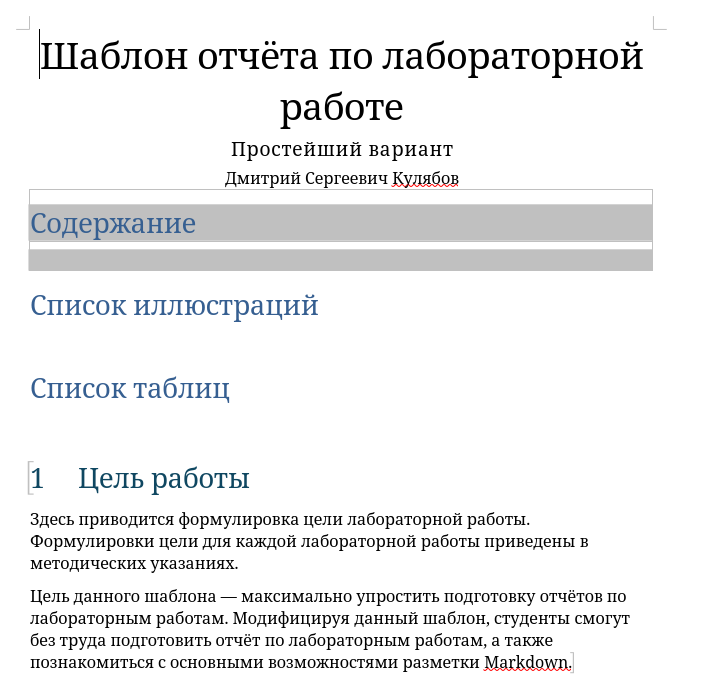 Шаблон отчёта по лабораторной
работе
Простейший вариант
Дмитрий Сергеевич Кулябов
Содержание
Список иллюстраций
Список таблиц
1 Цель работы
Здесь приводится формулировка цели лабораторной работы.
Формулировки цели для каждой лабораторной работы приведены в
методических указаниях.
Цель данного шаблона — максимально упростить подготовку отчётов по
лабораторным работам. Модифицируя данный шаблон, студенты смогут
без труда подготовить отчёт по лабораторным работам, а также
познакомиться с основными возможностями разметки Markdown.